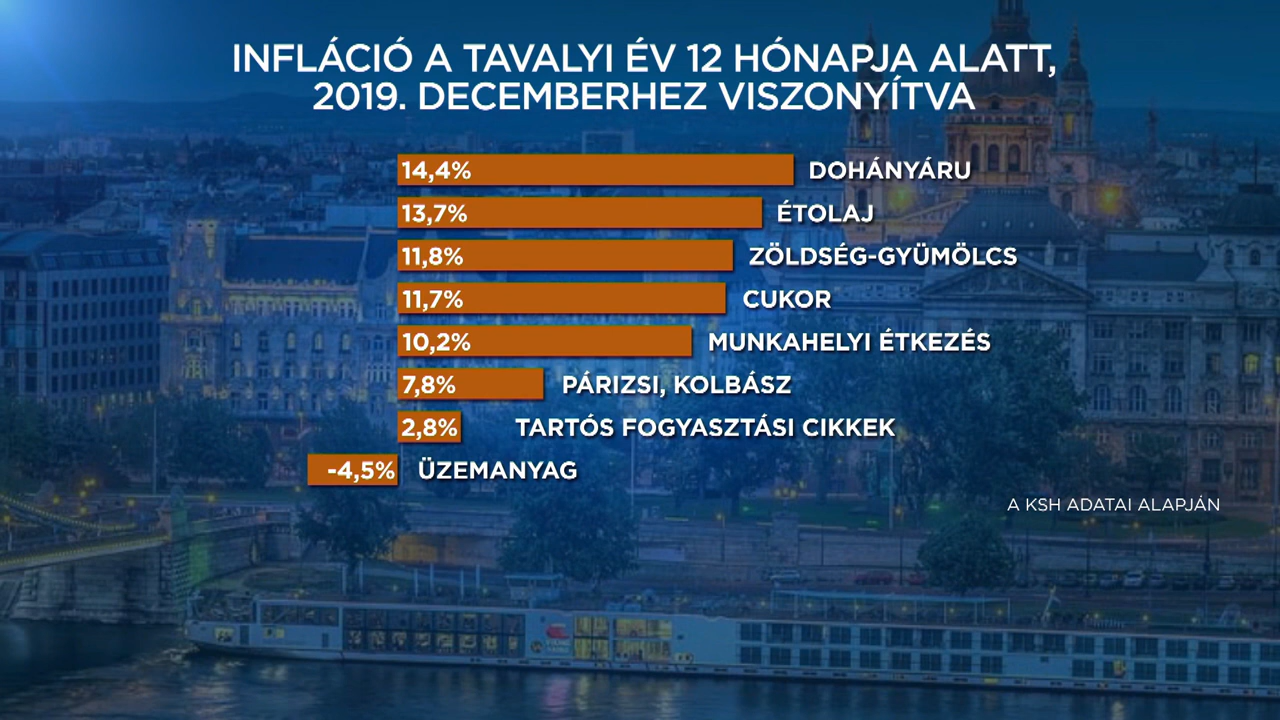 INFLÁCIÓ A TAVALYI ÉV 12 HÓNAPJA ALATT,
2019. DECEMBERHEZ VISZONYÍTVA
14,4% DOHÁNYÁRU
13,7% ÉTOLAJ
11,8% ZÖLDSÉG-GYÜMÖLCS
11,7% CUKOR
10,2% MUNKAHELYI ÉTKEZÉS
7,8% PÁRIZSI, KOLBÁSZ
2,8% TARTÓS FOGYASZTÁSI CIKKEK
-4,5% ÜZEMANYAG
A KSH ADATAI ALAPJÁN